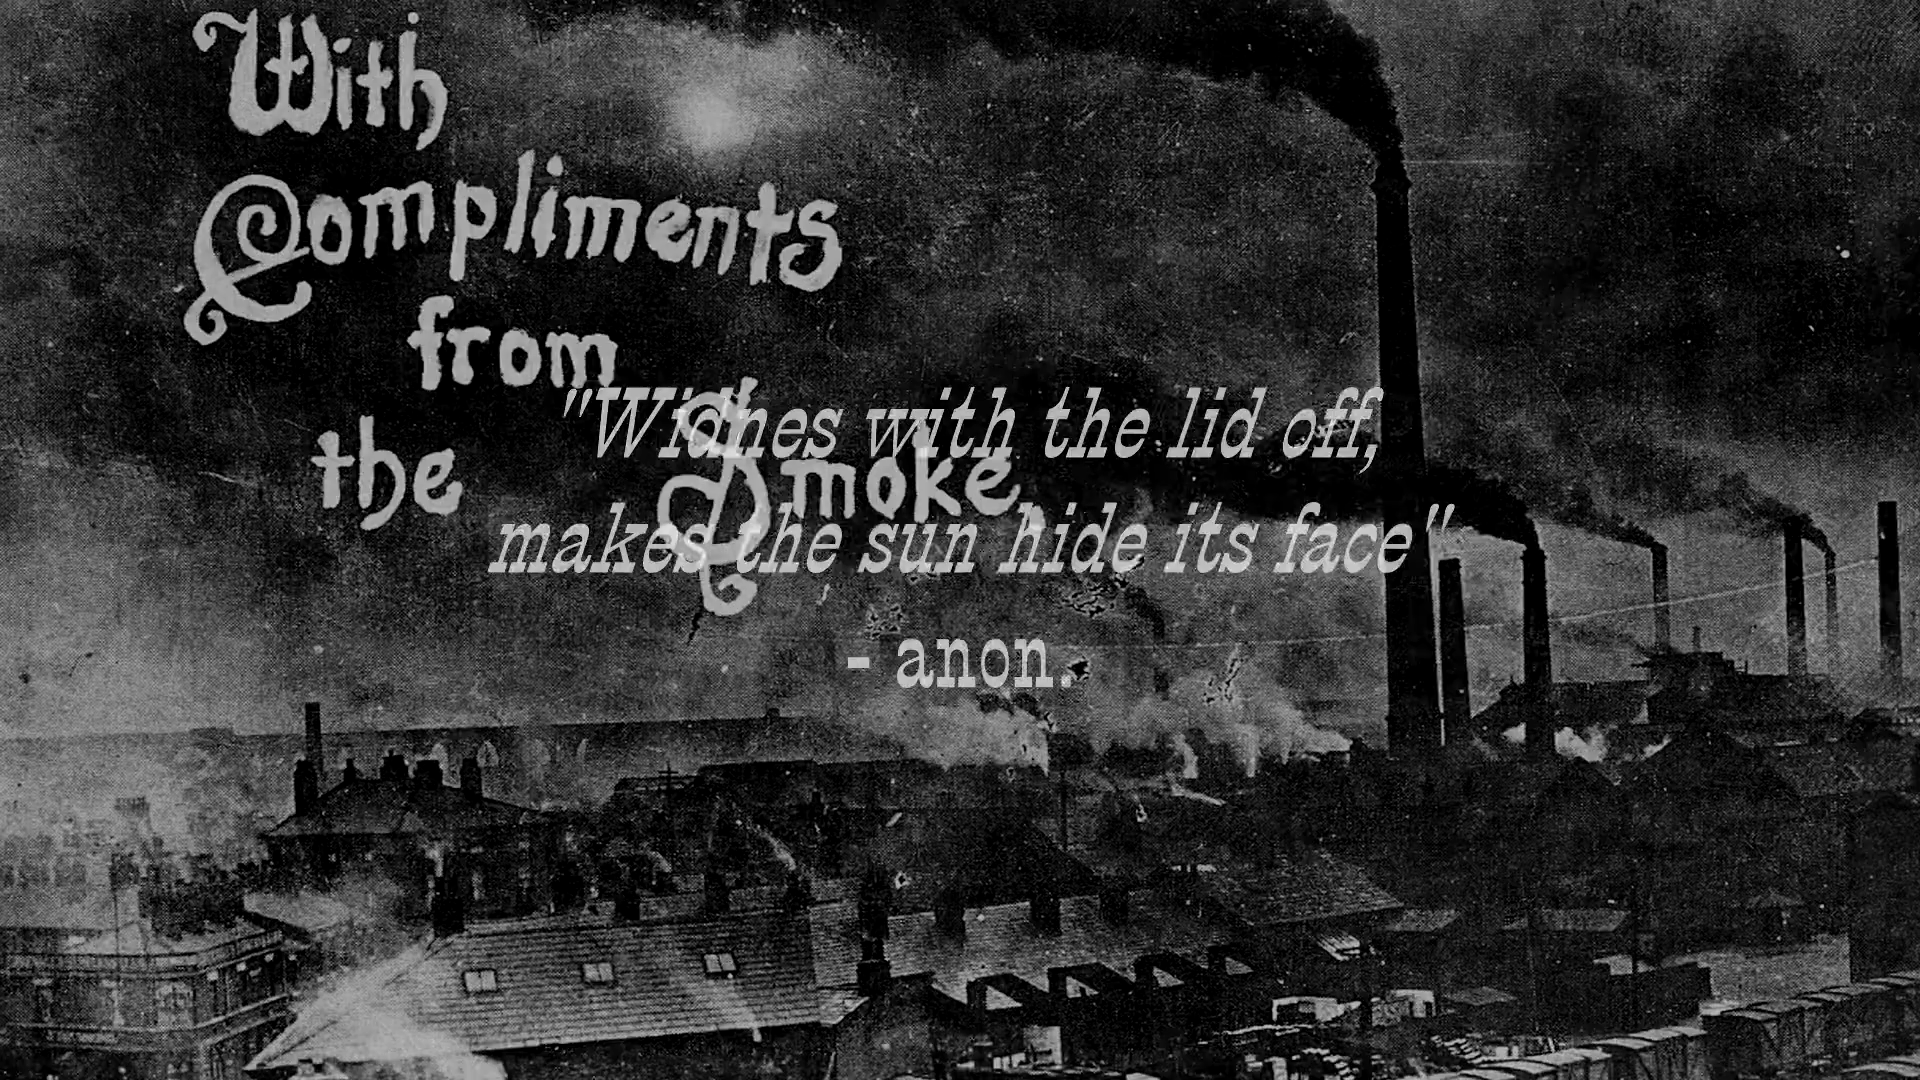 With
Compliments
from
the Smoke.
"Widnes with the lid off,
makes the sun hide its face"
- anon.